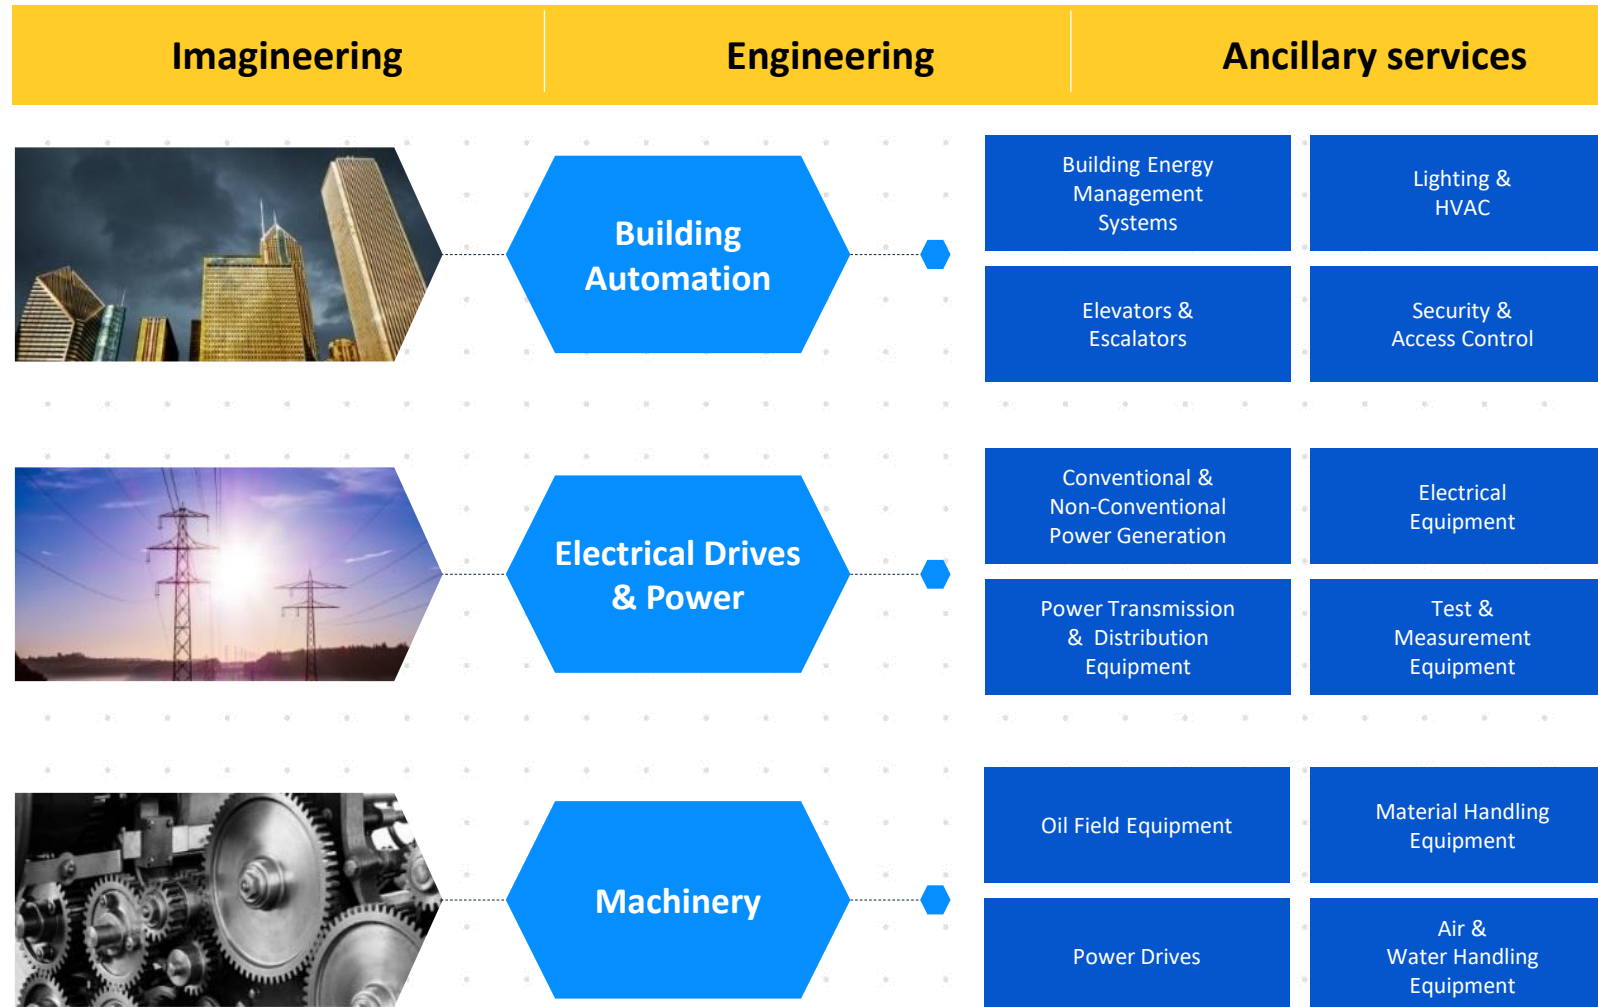 Imagineering
Engineering
Ancillary services
Building
Automation
Building Energy
Management
Systems
Lighting &
HVAC
Elevators &
Escalators
Security &
Access Control
Electrical Drives
& Power
Conventional &
Non-Conventional
Power Generation
Electrical
Equipment
Power Transmission
& Distribution
Equipment
Test &
Measurement
Equipment
Machinery
Oil Field Equipment
Material Handling
Equipment
Power Drives
Air &
Water Handling
Equipment